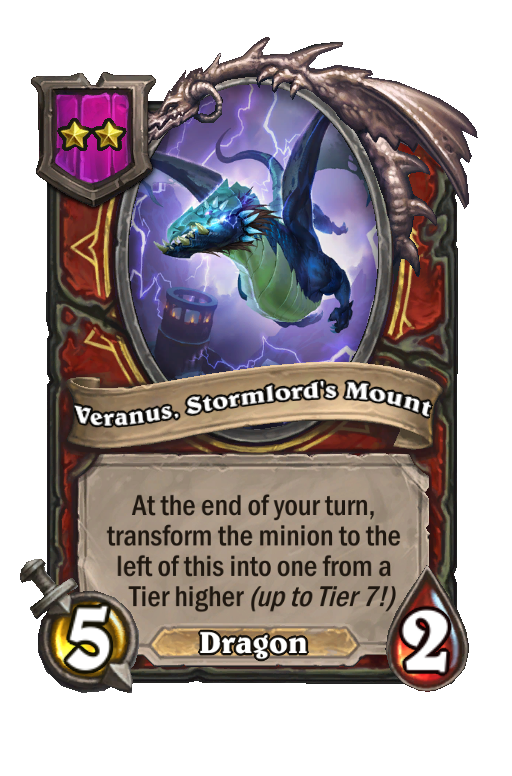 Veranus, Stormlord's Mount
At the end of your turn,
transform the minion to the
left of this into one from a
Tier higher (up to Tier 7!)
5
Dragon
2